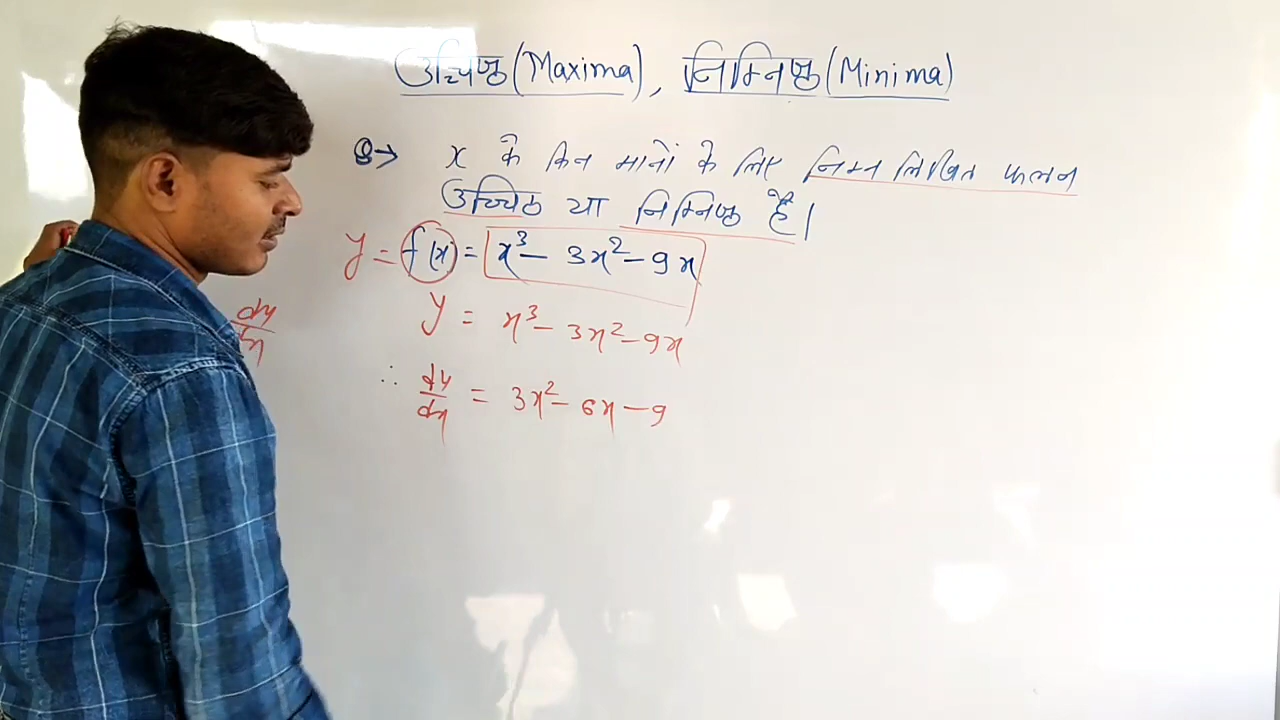 उच्चिष्ठ (Maxima), निम्निष्ठ (Minima)
Q→ x के किन मानों के लिए निम्न लिखित फलन
उच्चिष्ठ या निम्निष्ठ है।
y = f(x) = x³ - 3x² - 9x
y = x³ - 3x² - 9x
dy/dx
∴ dy/dx = 3x² - 6x - 9